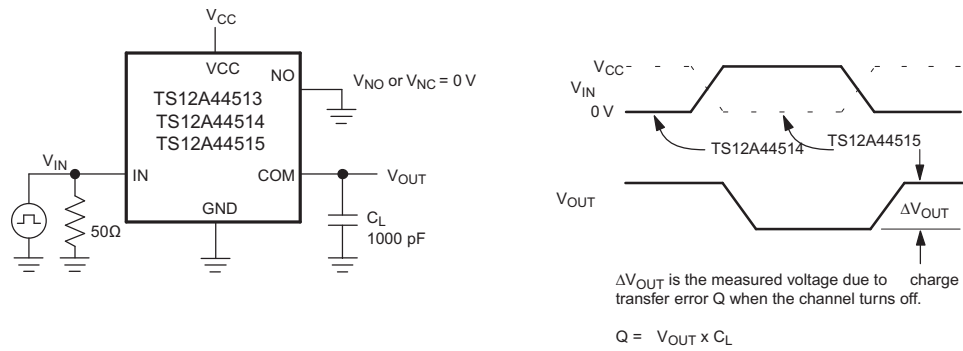 VCC
VCC
NO
VNO or VNC = 0 V
TS12A44513
TS12A44514
TS12A44515
VIN
IN
COM
VOUT
50Ω
GND
CL
1000 pF
VCC
VIN
0 V
TS12A44514
TS12A44515
VOUT
ΔVOUT
ΔVOUT is the measured voltage due to charge
transfer error Q when the channel turns off.
Q = VOUT x CL